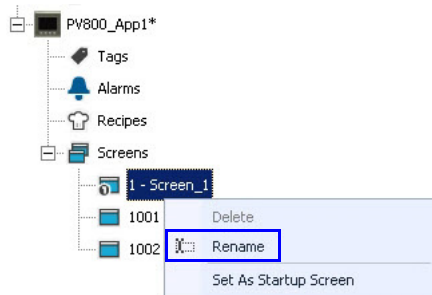 PV800_App1*
Tags
Alarms
Recipes
Screens
1 - Screen_1
1001
Delete
1002
Rename
Set As Startup Screen